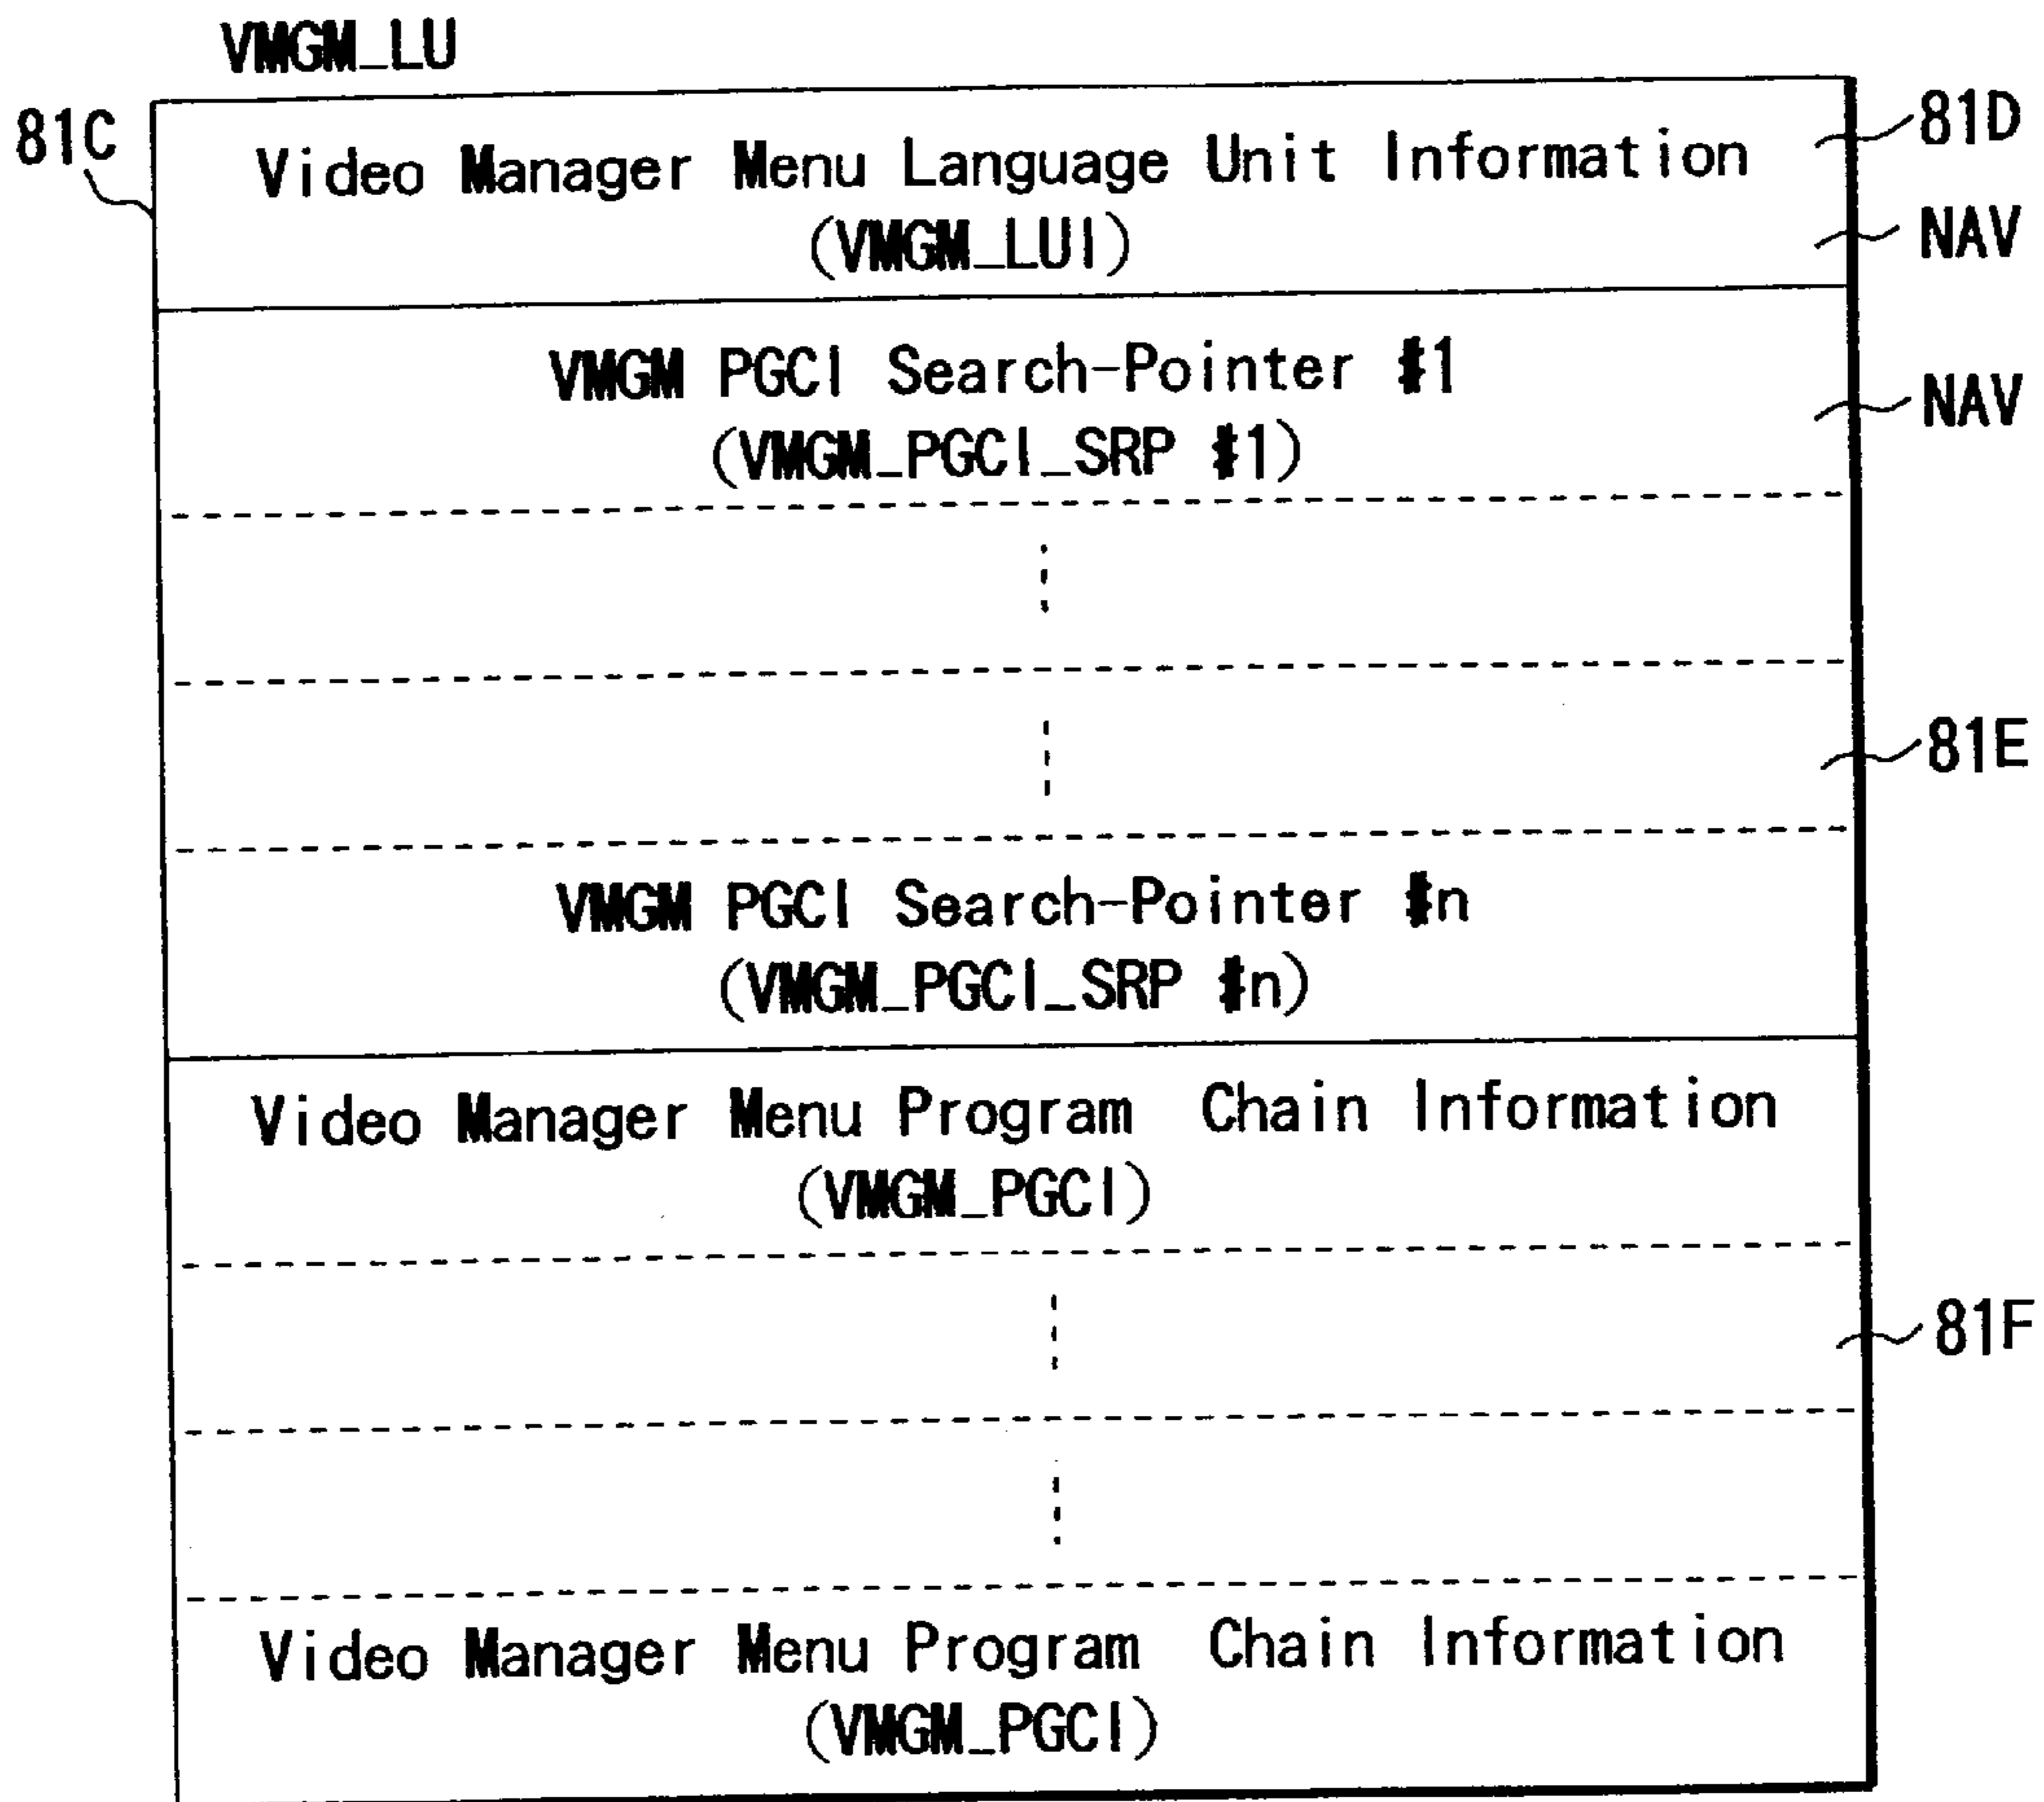 VMGM_LU
81C
81D
Video Manager Menu Language Unit Information
(VMGM_LUI)
NAV
VMGM PGCI Search-Pointer #1
NAV
(VMGM_PGCI_SRP #1)
81E
VMGM PGCI Search-Pointer #n
(VMGM_PGCI_SRP #n)
Video Manager Menu Program Chain Information
(VMGM_PGCI)
81F
Video Manager Menu Program Chain Information
(VMGM_PGCI)